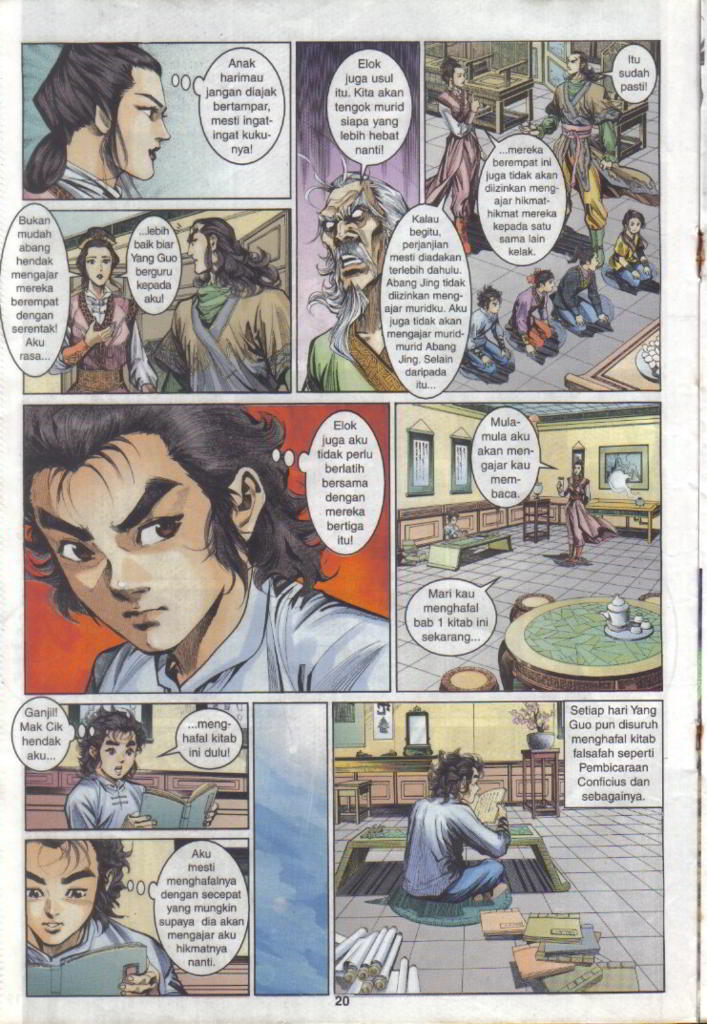 Anak
harimau
jangan diajak
bertampar,
mesti ingat-
ingat kuku-
nya!
Elok
juga usul
itu. Kita akan
tengok murid
siapa yang
lebih hebat
nanti!
Itu
sudah
pasti!
Kalau
begitu,
perjanjian
mesti diadakan
terlebih dahulu.
Abang Jing tidak
diizinkan meng-
ajar muridku. Aku
juga tidak akan
mengajar murid-
murid Abang
Jing. Selain
daripada
itu...
...mereka
berempat ini
juga tidak akan
diizinkan meng-
ajar hikmat-
hikmat mereka
kepada yang
satu sama
lain
kelak.
Bukan
mudah
abang
hendak
mengajar
mereka
berempat
dengan
serentak!
Aku
rasa...
...lebih
baik biar
Yang Guo
berguru
kepada
aku!
Elok
juga aku
tidak perlu
berlatih
bersama
dengan
mereka
bertiga
itu!
Mula-
mula aku
akan men-
gajar kau
mem-
baca.
Mari kau
menghafal
bab 1 kitab ini
sekarang...
Ganjil!
Mak Cik
hendak
aku...
...meng-
hafal kitab
ini dulu!
Aku
mesti
menghafalnya
dengan secepat
yang mungkin
supaya dia akan
mengajar aku
hikmatnya
nanti.
Setiap hari Yang
Guo pun disuruh
menghafal kitab
falsafah seperti
Pembicaraan
Conficius dan
sebagainya.
20